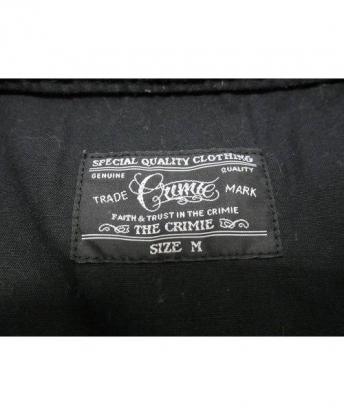 SPECIAL QUALITY CLOTHING
GENUINE QUALITY
TRADE Crimie MARK
FAITH & TRUST IN THE CRIMIE
THE CRIMIE
SIZE M